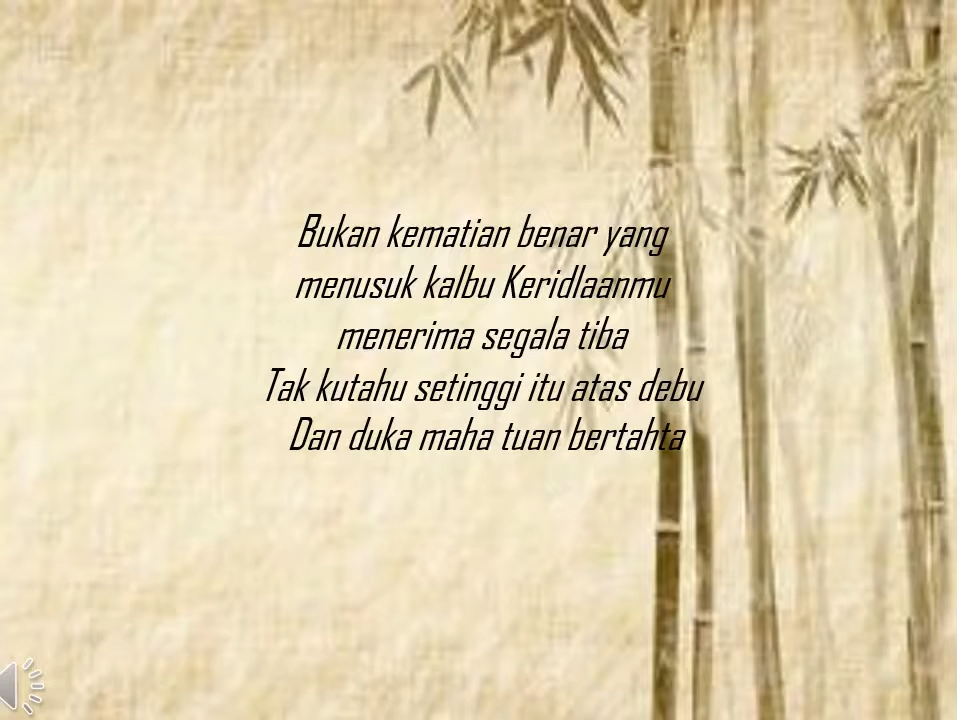 Bukan kematian benar yang
menusuk kalbu Keridlaanmu
menerima segala tiba
Tak kutahu setinggi itu atas debu
Dan duka maha tuan bertahta